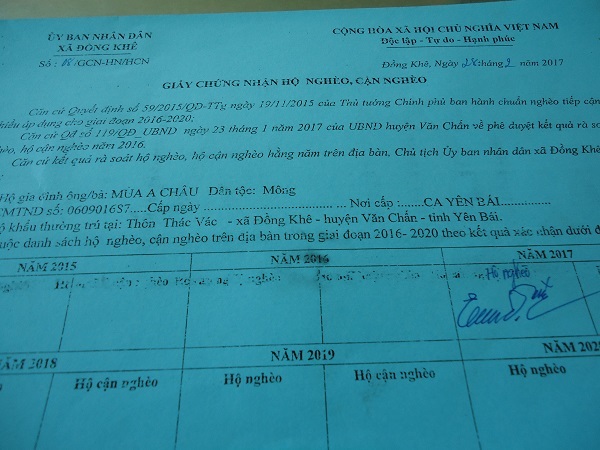 ỦY BAN NHÂN DÂN
XÃ ĐỒNG KHÊ
Số : /GCN-HN/HCN
CỘNG HÒA XÃ HỘI CHỦ NGHĨA VIỆT NAM
Độc lập - Tự do - Hạnh phúc
Đồng Khê, Ngày 28 tháng 2 năm 2017
GIẤY CHỨNG NHẬN HỘ NGHÈO, CẬN NGHÈO
Căn cứ Quyết định số 59/2015/QD-TTg ngày 19/11/2015 của Thủ tướng Chính phủ ban hành chuẩn nghèo tiếp cận
chiều áp dụng cho giai đoạn 2016-2020;
Căn cứ Qđ số 119/QĐ_UBND ngày 23 tháng 1 năm 2017 của UBND huyện Văn Chấn về phê duyệt kết quả rà so
nghèo, hộ cận nghèo năm 2016.
Căn cứ kết quả rà soát hộ nghèo, hộ cận nghèo hằng năm trên địa bàn, Chủ tịch Ủy ban nhân dân xã Đồng Khê
Hộ gia đình ông/bà: MÙA A CHÂU Dân tộc: Mông
CMTND số: 060901687....Cấp ngày ................ Nơi cấp :........CA YÊN BÁI..............
Hộ khẩu thường trú tại: Thôn Thác Vác - xã Đồng Khê - huyện Văn Chấn - tỉnh Yên Bái.
uộc danh sách hộ nghèo, cận nghèo trên địa bàn trong giai đoạn 2016- 2020 theo kết quả xác nhận dưới đ
NĂM 2015 NĂM 2016 NĂM 2017
Hộ nghèo
NĂM 2018 NĂM 2019 NĂM 202
Hộ cận nghèo Hộ nghèo Hộ cận nghèo Hộ nghèo